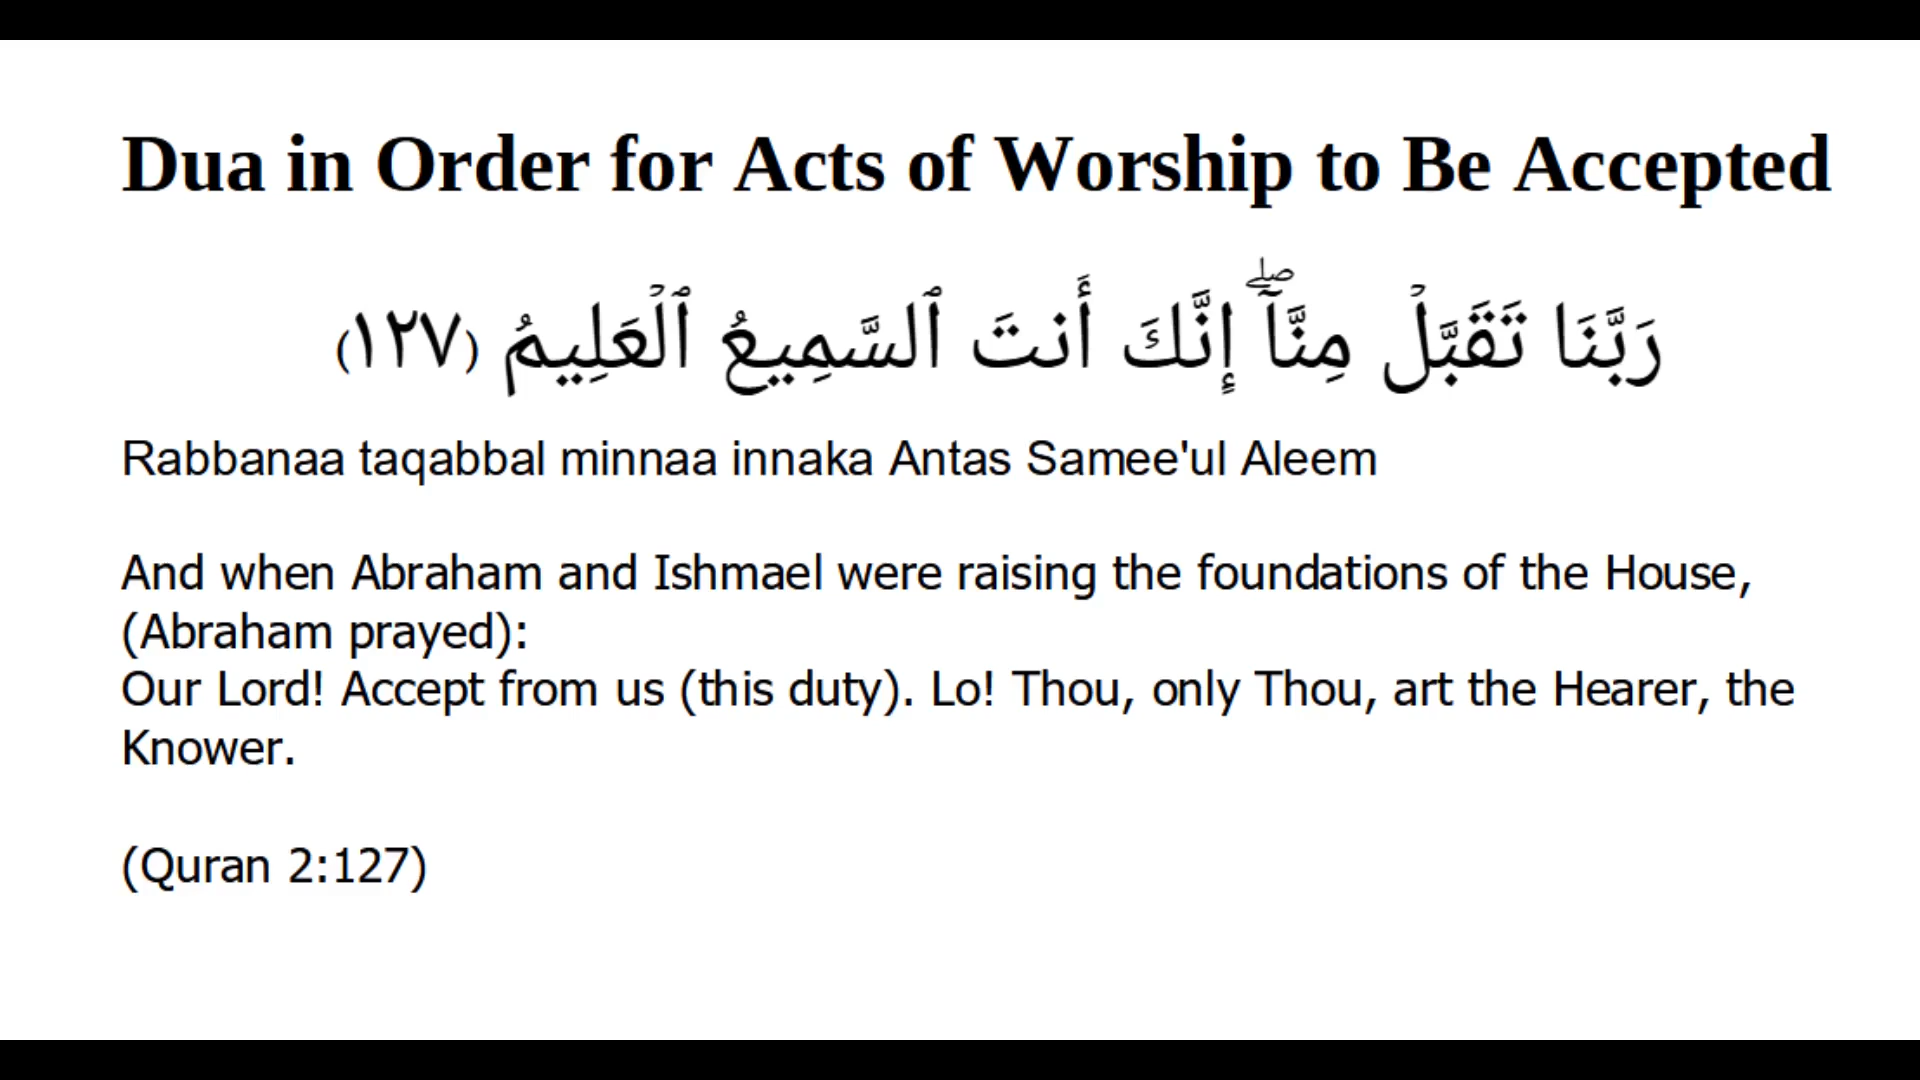 Dua in Order for Acts of Worship to Be Accepted
رَبَّنَا تَقَبَّلْ مِنَّآ ۖ إِنَّكَ أَنتَ ٱلسَّمِيعُ ٱلْعَلِيمُ (١٢٧)
Rabbanaa taqabbal minnaa innaka Antas Samee'ul Aleem
And when Abraham and Ishmael were raising the foundations of the House,
(Abraham prayed):
Our Lord! Accept from us (this duty). Lo! Thou, only Thou, art the Hearer, the
Knower.
(Quran 2:127)